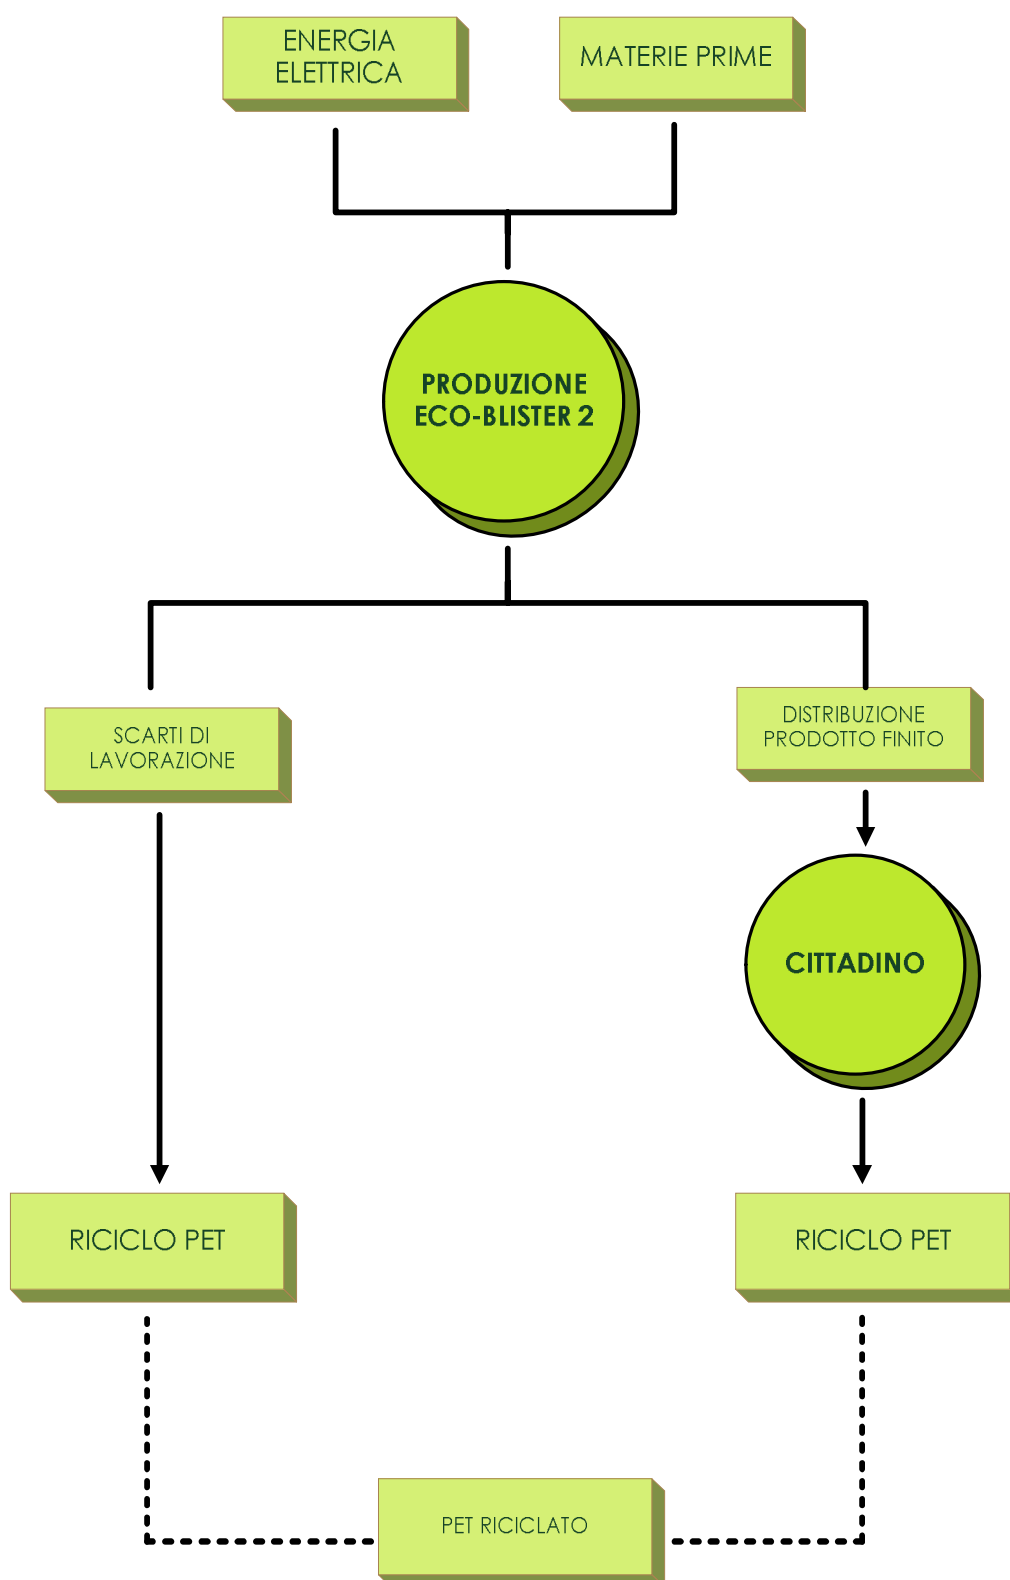 ENERGIA
ELETTRICA
MATERIE PRIME
PRODUZIONE
ECO-BLISTER 2
SCARTI DI
LAVORAZIONE
DISTRIBUZIONE
PRODOTTO FINITO
CITTADINO
RICICLO PET
RICICLO PET
PET RICICLATO